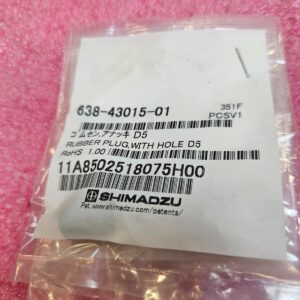 638-43015-01
351F
PCSV1
ゴムセン,アナツキ D5
RUBBER PLUG,WITH HOLE D5
RoHS 1.00
11A8502518075H00
SHIMADZU
Pat.www.shimadzu.com/patents/